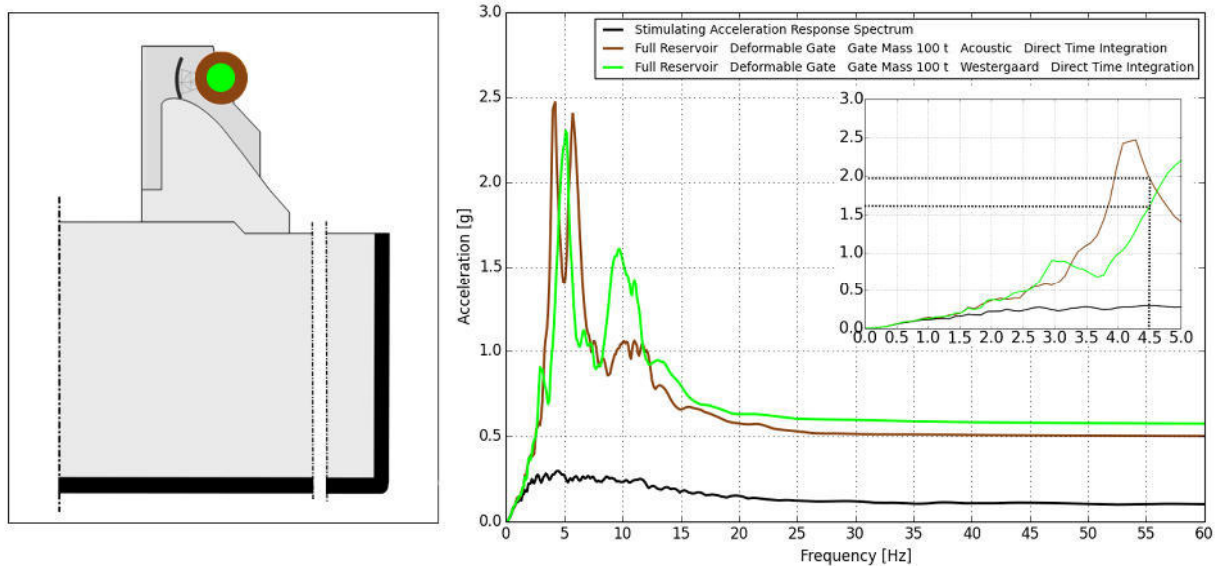 3.0
2.5
2.0
1.5
1.0
0.5
0.0
Acceleration [g]
Stimulating Acceleration Response Spectrum
Full Reservoir Deformable Gate Gate Mass 100 t Acoustic Direct Time Integration
Full Reservoir Deformable Gate Gate Mass 100 t Westergaard Direct Time Integration
3.0
2.5
2.0
1.5
1.0
0.5
0.0
0.0 0.5 1.0 1.5 2.0 2.5 3.0 3.5 4.0 4.5 5.0
0 5 10 15 20 25 30 35 40 45 50 55 60
Frequency [Hz]